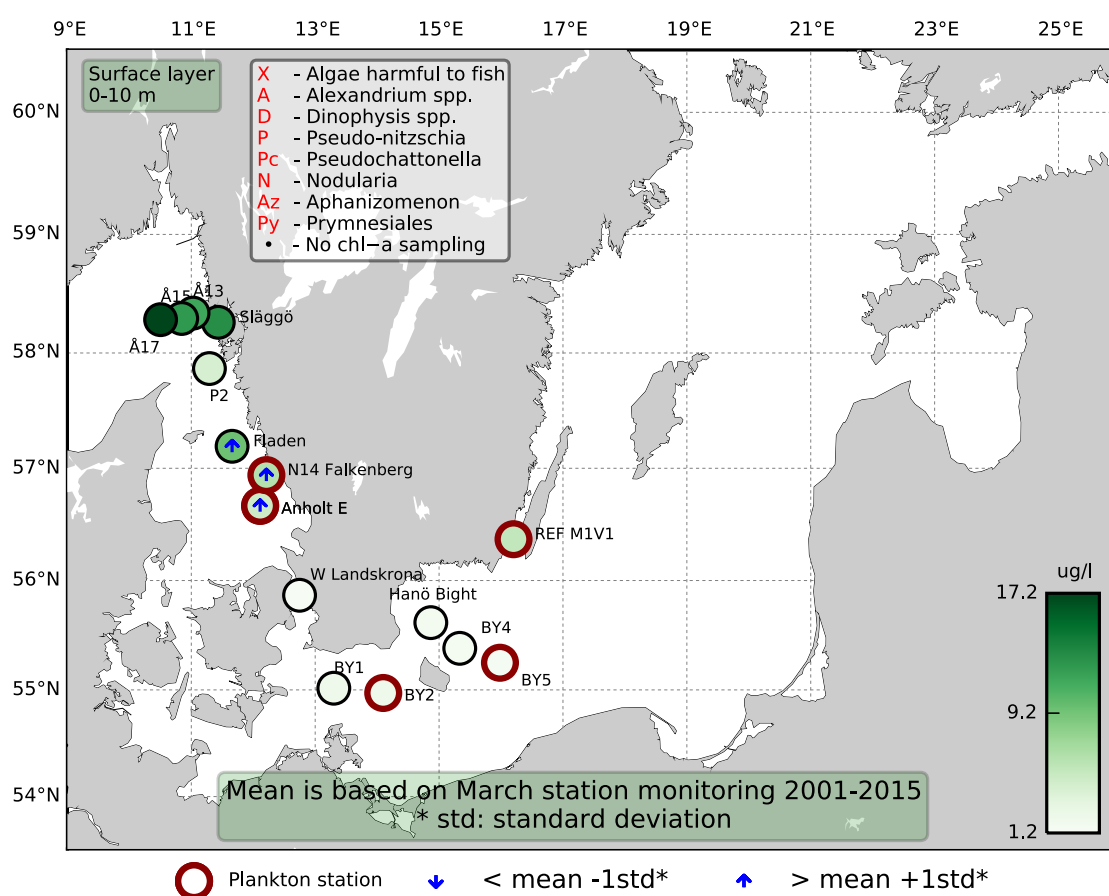 9°E 11°E 13°E 15°E 17°E 19°E 21°E 23°E 25°E
Surface layer
0-10 m
X - Algae harmful to fish
A - Alexandrium spp.
D - Dinophysis spp.
P - Pseudo-nitzschia
Pc - Pseudochattonella
N - Nodularia
Az - Aphanizomenon
Py - Prymnesiales
• - No chl−a sampling
60°N
59°N
58°N
57°N
56°N
55°N
54°N
Å15 Å13
Släggö
Å17
P2
Fladen
N14 Falkenberg
Anholt E
REF M1V1
W Landskrona
Hanö Bight
BY4
BY5
BY1
BY2
ug/l
17.2
9.2
1.2
Mean is based on March station monitoring 2001-2015
* std: standard deviation
Plankton station < mean -1std* > mean +1std*